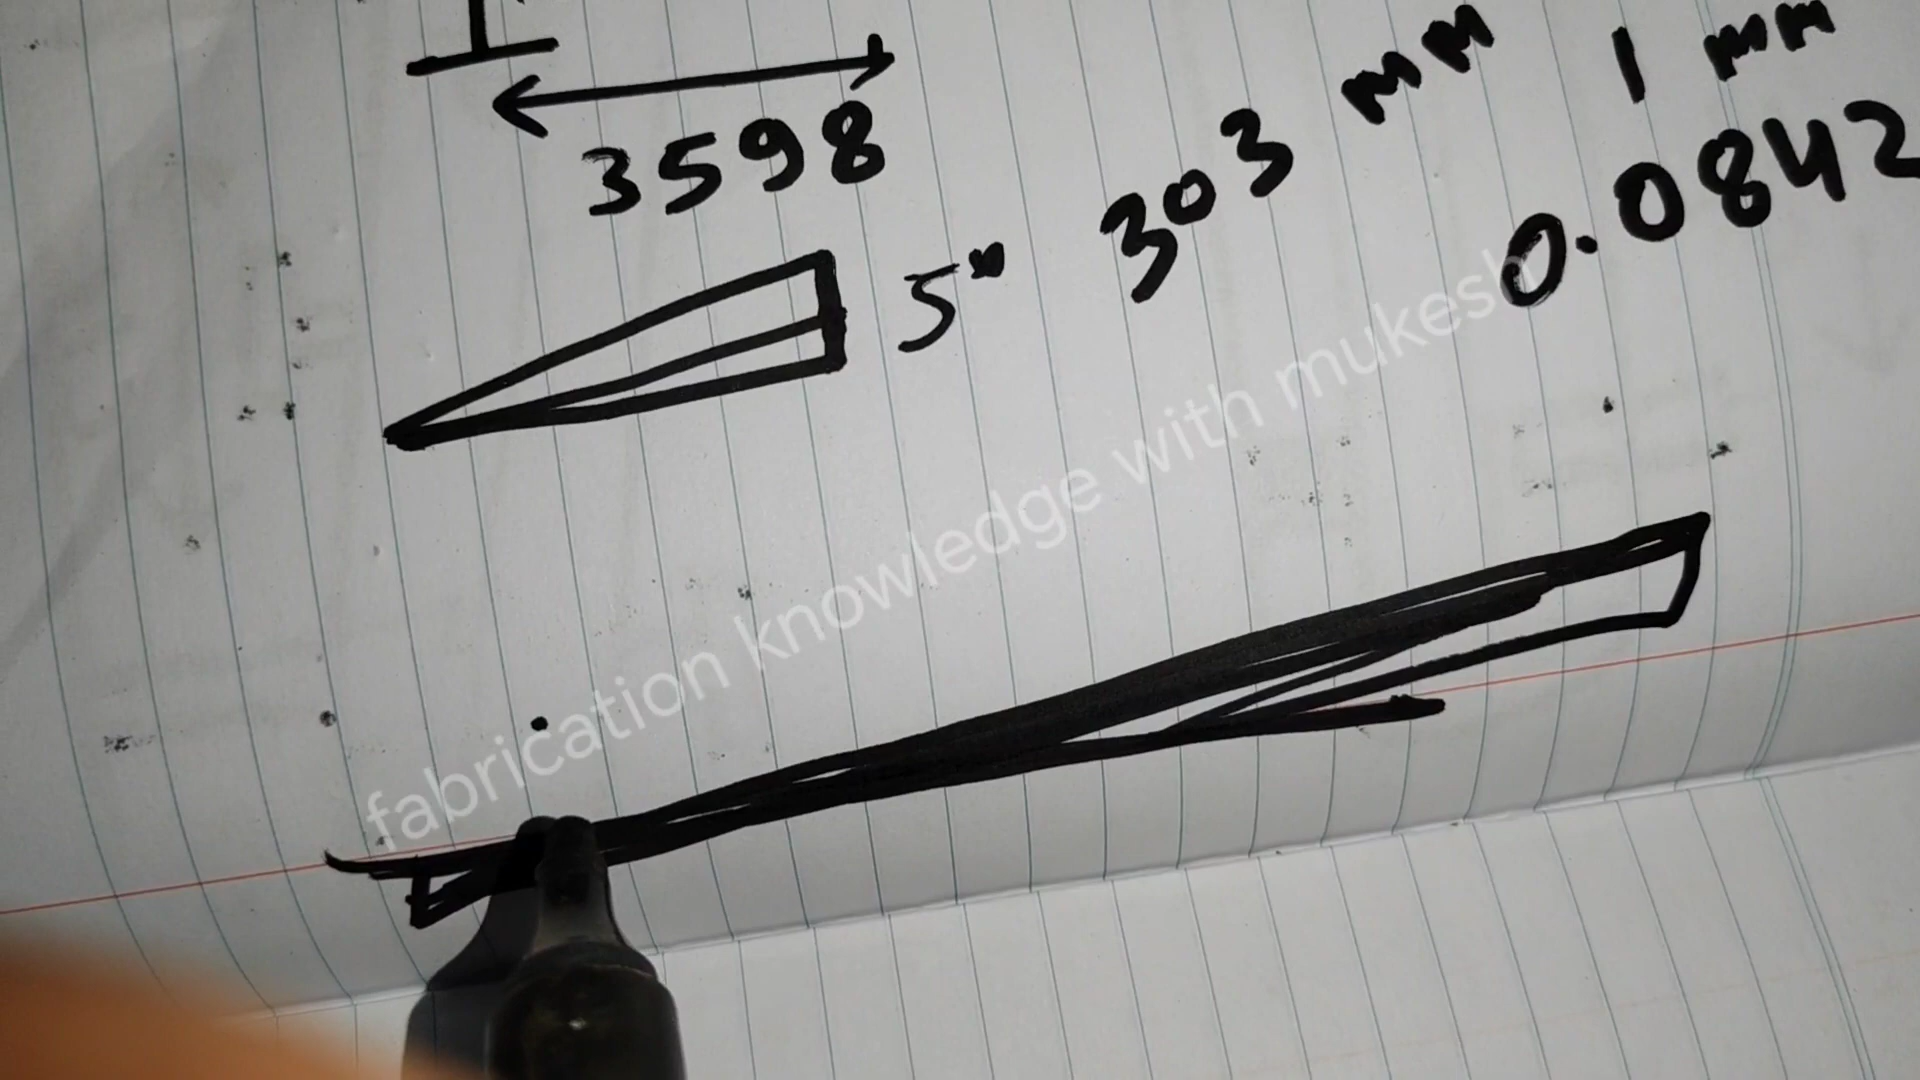 1 mm
3598
303 mm
0.0842
5°
fabrication knowledge with mukesh